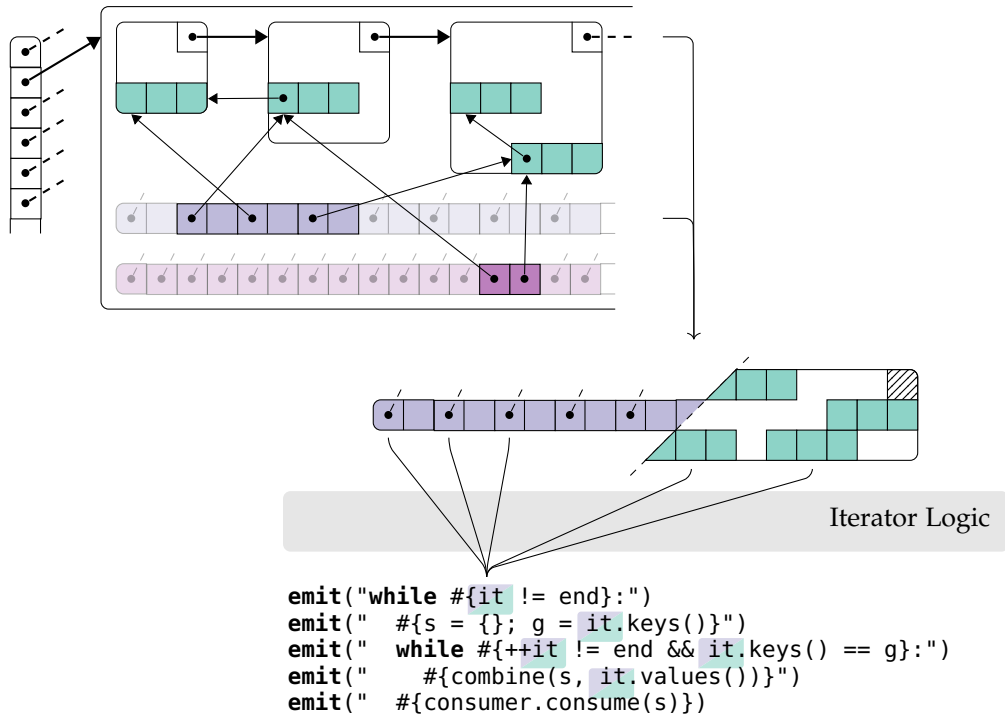 Iterator Logic
emit("while #{it != end}:")
emit("  #{s = {}; g = it.keys()}")
emit("  while #{++it != end && it.keys() == g}:")
emit("    #{combine(s, it.values())}")
emit("  #{consumer.consume(s)})